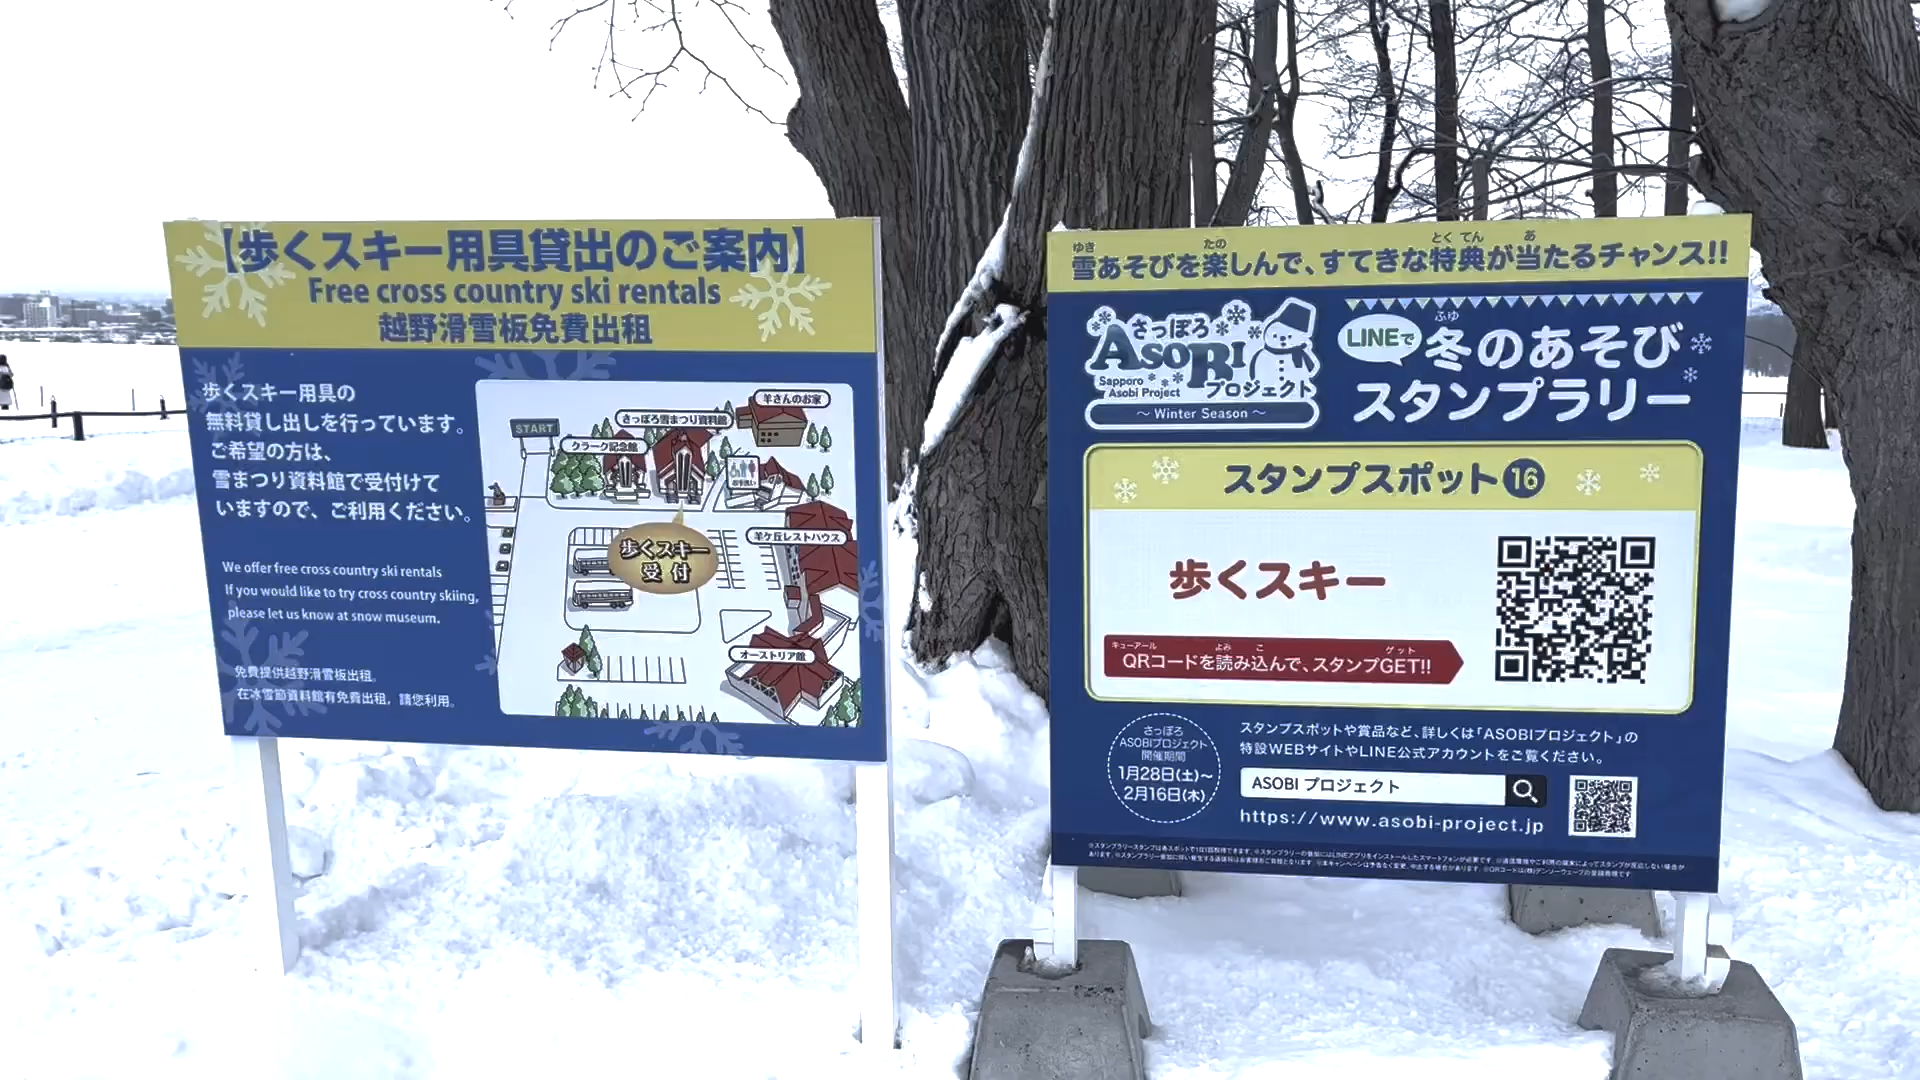 【歩くスキー用具貸出のご案内】
Free cross country ski rentals
越野滑雪板免費出租
歩くスキー用具の
無料貸し出しを行っています。
ご希望の方は、
雪まつり資料館で受付けて
いますので、ご利用ください。
We offer free cross country ski rentals
If you would like to try cross country skiing,
please let us know at snow museum.
免費提供越野滑雪板出租。
在冰雪節資料館有免費出租，請您利用。
START
羊さんのお家
さっぽろ雪まつり資料館
クラーク記念館
お手洗い
羊ケ丘レストハウス
歩くスキー
受付
オーストリア館
ゆき たの とく てん あ
雪あそびを楽しんで、すてきな特典が当たるチャンス!!
さっぽろ
ASOBI
Sapporo
Asobi Project
プロジェクト
～ Winter Season ～
ふゆ
LINEで 冬のあそび
スタンプラリー
スタンプスポット16
歩くスキー
キューアール よみ こ ゲット
QRコードを読み込んで、スタンプGET!!
さっぽろ
ASOBIプロジェクト
開催期間
1月28日(土)～
2月16日(木)
スタンプスポットや賞品など、詳しくは「ASOBIプロジェクト」の
特設WEBサイトやLINE公式アカウントをご覧ください。
ASOBI プロジェクト
https://www.asobi-project.jp